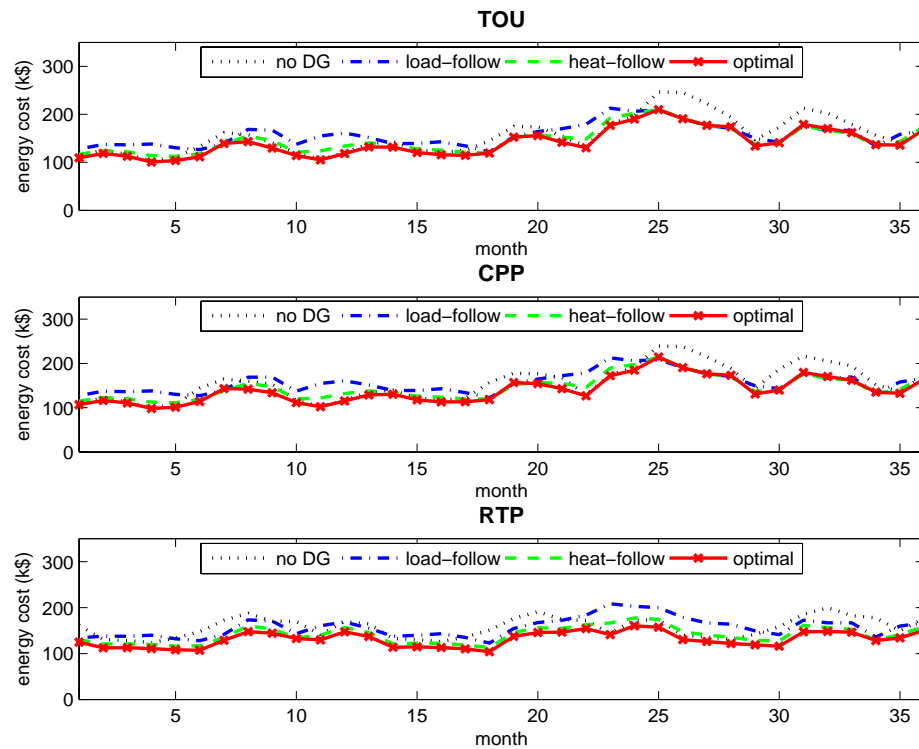 TOU
no DG load-follow heat-follow optimal
energy cost (k$)
300
200
100
0
5 10 15 20 25 30 35
month
CPP
no DG load-follow heat-follow optimal
energy cost (k$)
300
200
100
0
5 10 15 20 25 30 35
month
RTP
no DG load-follow heat-follow optimal
energy cost (k$)
300
200
100
0
5 10 15 20 25 30 35
month